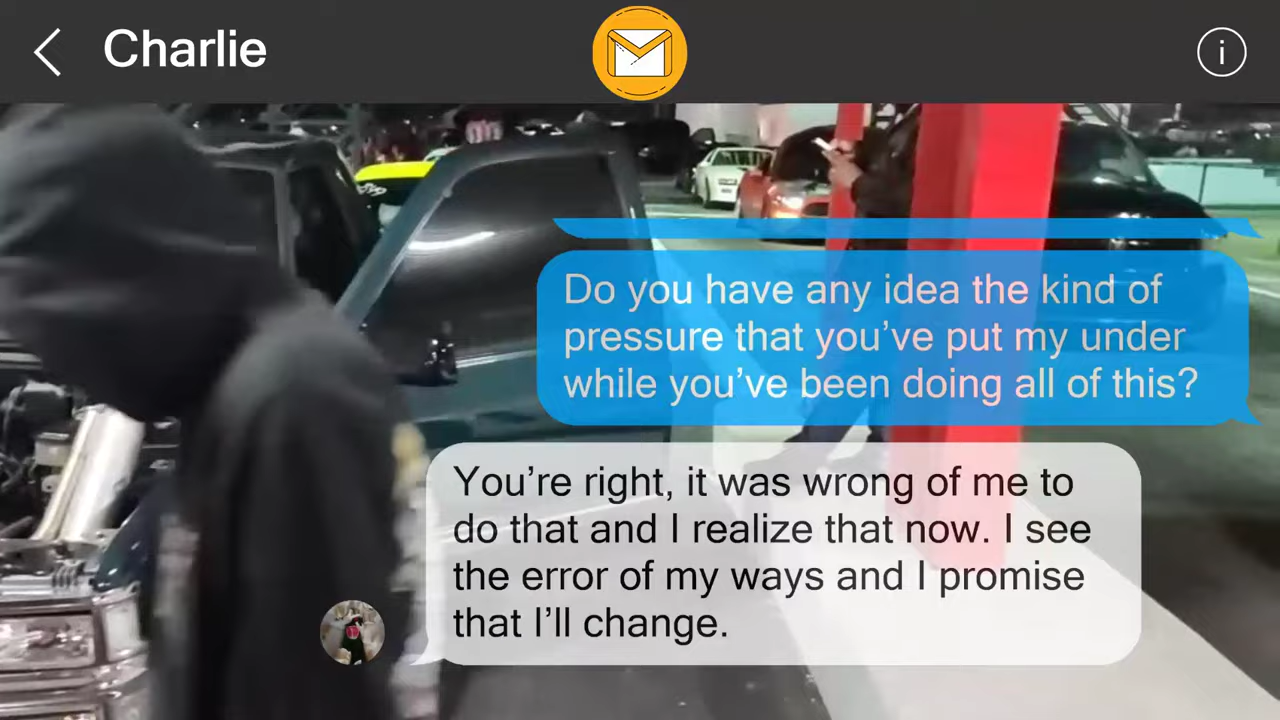 Charlie
i
Do you have any idea the kind of
pressure that you’ve put my under
while you’ve been doing all of this?
You’re right, it was wrong of me to
do that and I realize that now. I see
the error of my ways and I promise
that I’ll change.